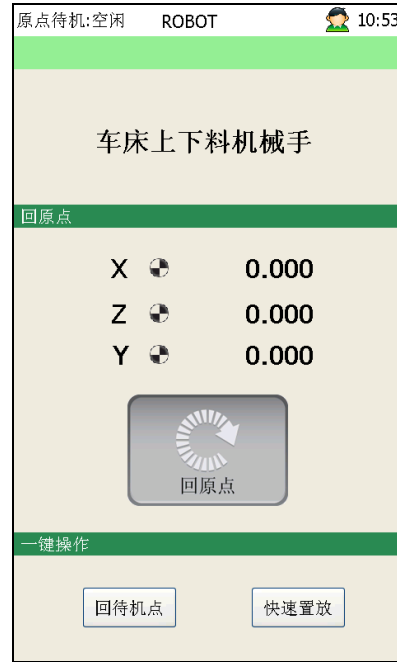 原点待机:空闲 ROBOT 10:53
车床上下料机械手
回原点
X 0.000
Z 0.000
Y 0.000
回原点
一键操作
回待机点 快速置放